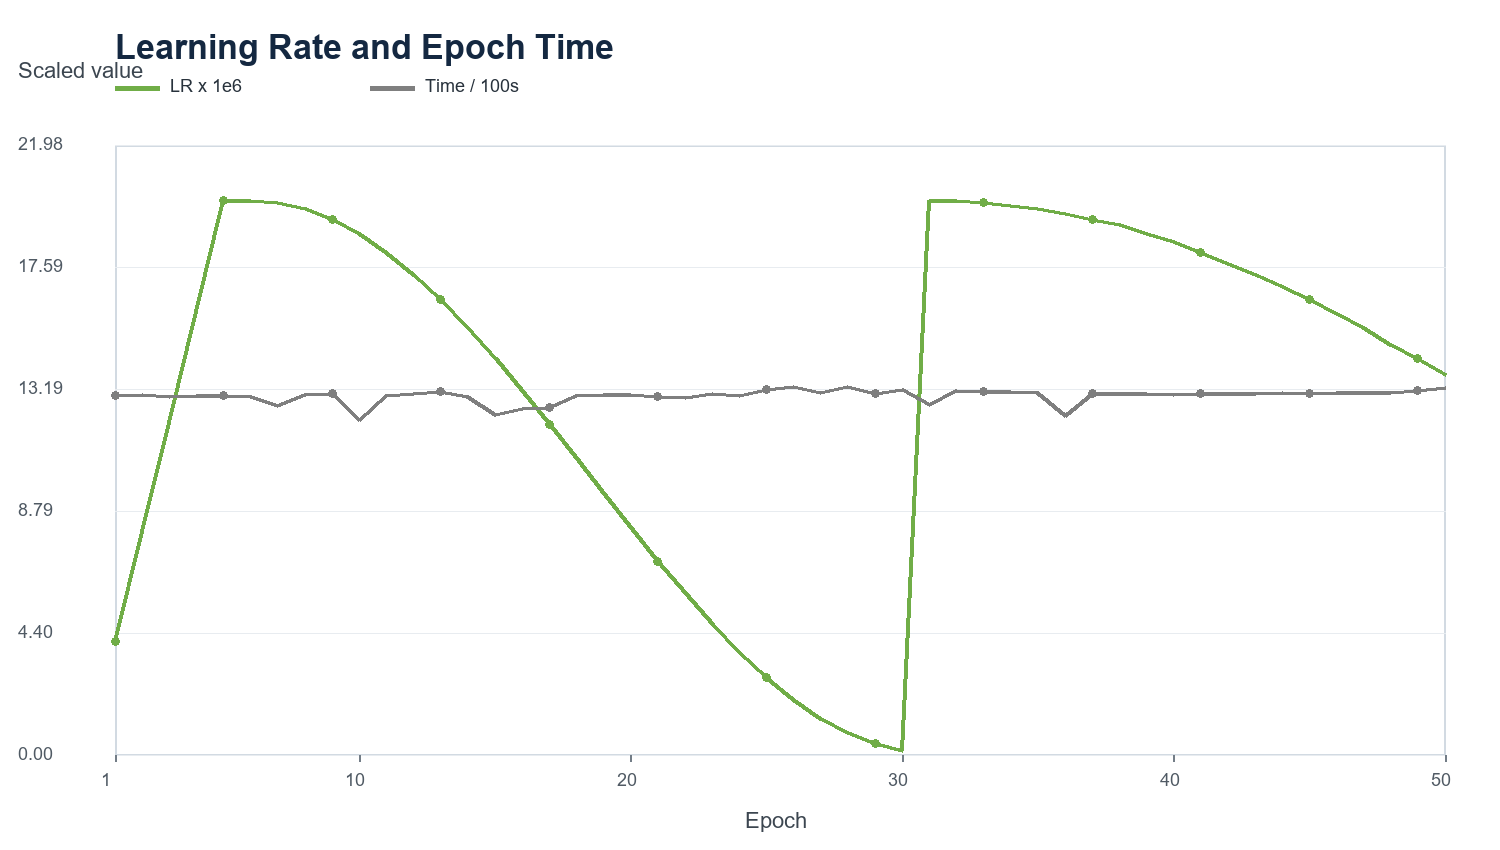 Learning Rate and Epoch Time
Scaled value
LR x 1e6
Time / 100s
21.98
17.59
13.19
8.79
4.40
0.00
1 10 20 30 40 50
Epoch